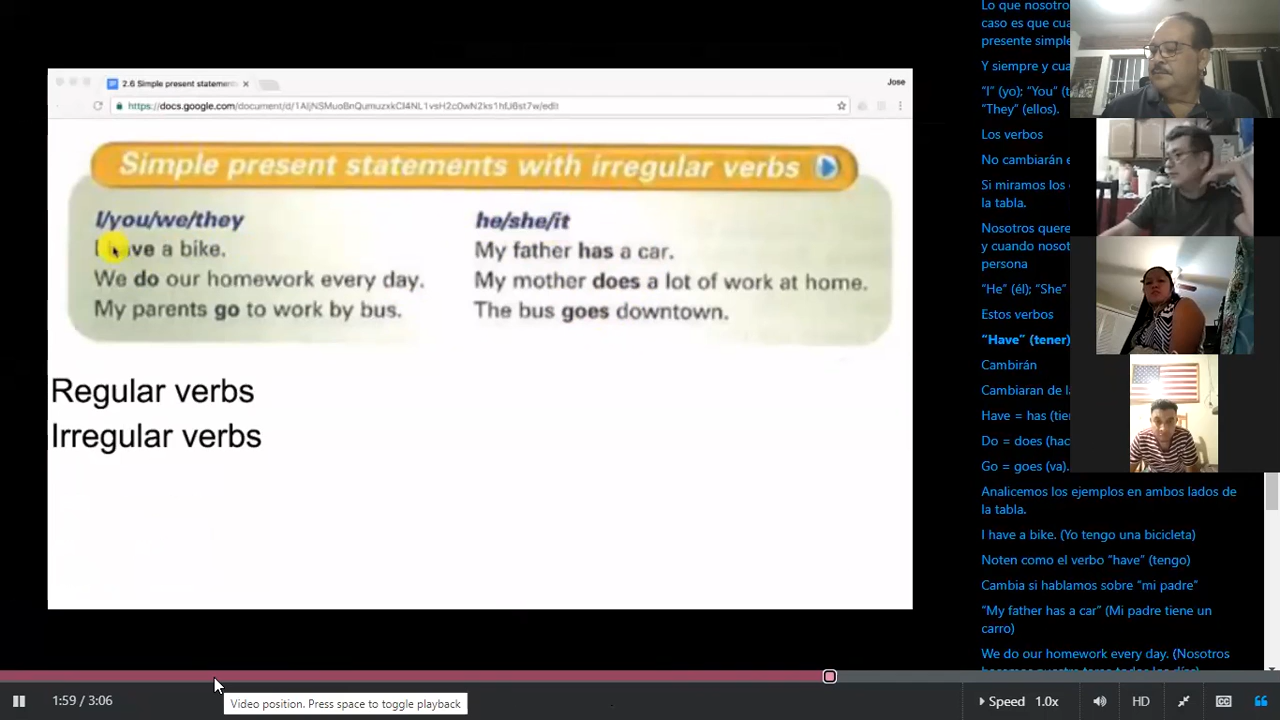 2.6 Simple present statement
Jose
Simple present statements with irregular verbs
I/you/we/they
he/she/it
I have a bike.
My father has a car.
We do our homework every day.
My mother does a lot of work at home.
My parents go to work by bus.
The bus goes downtown.
Regular verbs
Irregular verbs
Lo que nosotro
caso es que cua
presente simple
Y siempre y cua
"I" (yo); "You" (t
"They" (ellos).
Los verbos
No cambiarán e
Si miramos los
la tabla.
Nosotros quere
y cuando nosot
persona
"He" (él); "She"
Estos verbos
"Have" (tener)
Cambirán
Cambiaran de la
Have = has (tien
Do = does (hac
Go = goes (va).
Analicemos los ejemplos en ambos lados de
la tabla.
I have a bike. (Yo tengo una bicicleta)
Noten como el verbo "have" (tengo)
Cambia si hablamos sobre "mi padre"
"My father has a car" (Mi padre tiene un
carro)
We do our homework every day. (Nosotros
1:59 / 3:06
Video position. Press space to toggle playback
Speed 1.0x
HD
CC